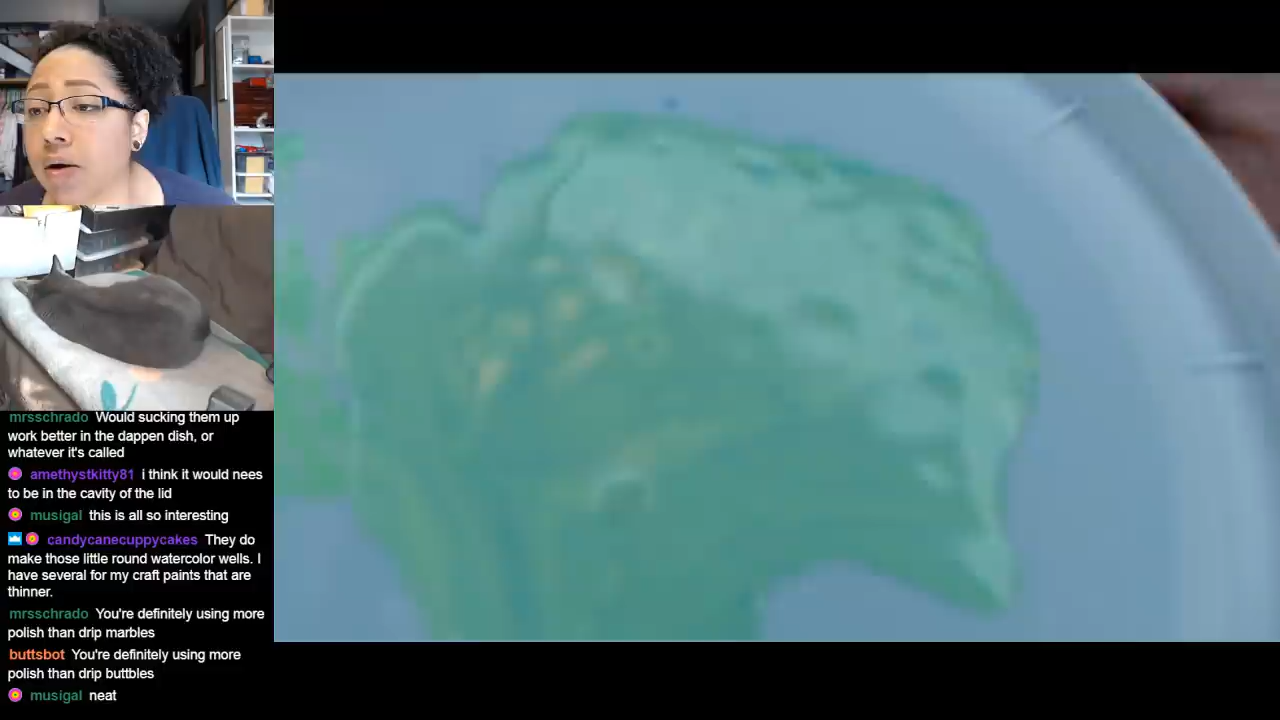 mrsschrado Would sucking them up
work better in the dappen dish, or
whatever it's called
amethystkitty81 i think it would nees
to be in the cavity of the lid
musigal this is all so interesting
candycanecuppycakes They do
make those little round watercolor wells. I
have several for my craft paints that are
thinner.
mrsschrado You're definitely using more
polish than drip marbles
buttsbot You're definitely using more
polish than drip buttbles
musigal neat